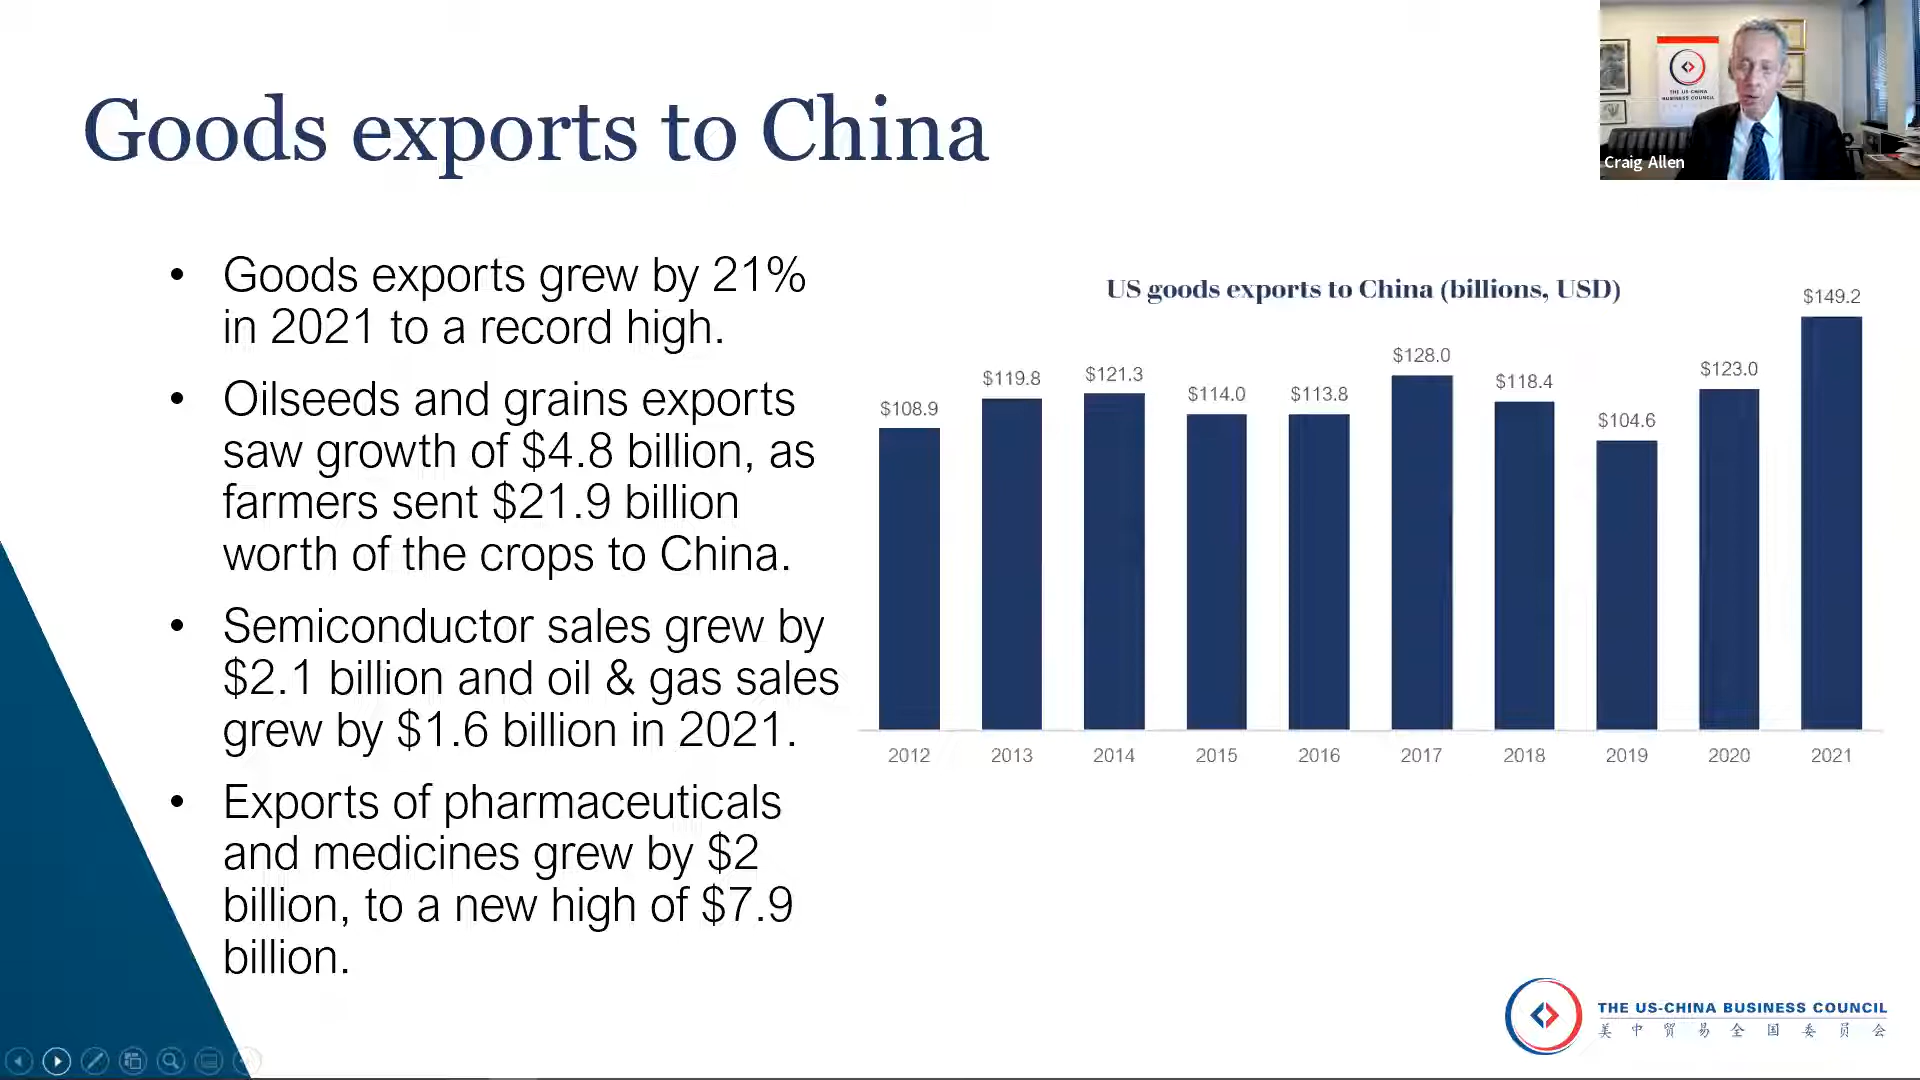 Goods exports to China
THE US-CHINA
BUSINESS COUNCIL
Craig Allen
• Goods exports grew by 21%
in 2021 to a record high.
• Oilseeds and grains exports
saw growth of $4.8 billion, as
farmers sent $21.9 billion
worth of the crops to China.
• Semiconductor sales grew by
$2.1 billion and oil & gas sales
grew by $1.6 billion in 2021.
• Exports of pharmaceuticals
and medicines grew by $2
billion, to a new high of $7.9
billion.
US goods exports to China (billions, USD)
$108.9 $119.8 $121.3 $114.0 $113.8 $128.0 $118.4 $104.6 $123.0 $149.2
2012 2013 2014 2015 2016 2017 2018 2019 2020 2021
THE US-CHINA BUSINESS COUNCIL
美中贸易全国委员会